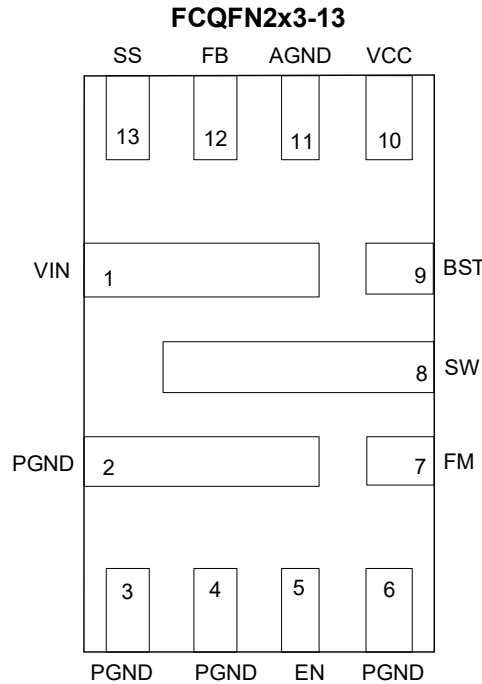 FCQFN2x3-13
SS FB AGND VCC
13 12 11 10
VIN 1 9 BST
8 SW
PGND 2 7 FM
3 4 5 6
PGND PGND EN PGND